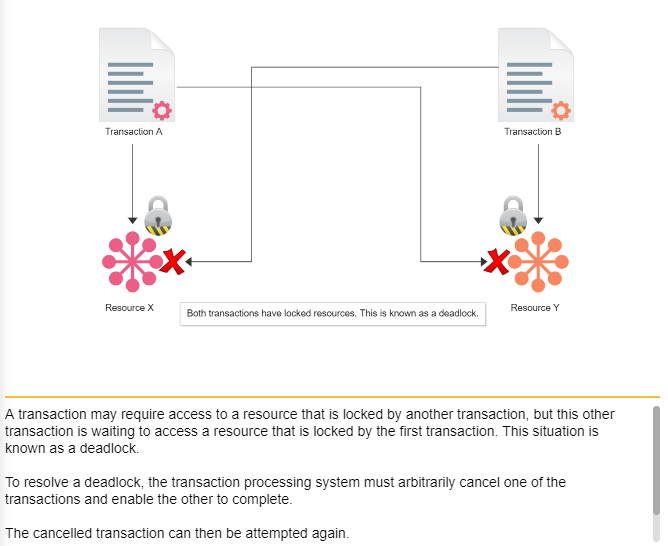 Transaction A
Transaction B
Resource X
Both transactions have locked resources. This is known as a deadlock.
Resource Y
A transaction may require access to a resource that is locked by another transaction, but this other
transaction is waiting to access a resource that is locked by the first transaction. This situation is
known as a deadlock.
To resolve a deadlock, the transaction processing system must arbitrarily cancel one of the
transactions and enable the other to complete.
The cancelled transaction can then be attempted again.